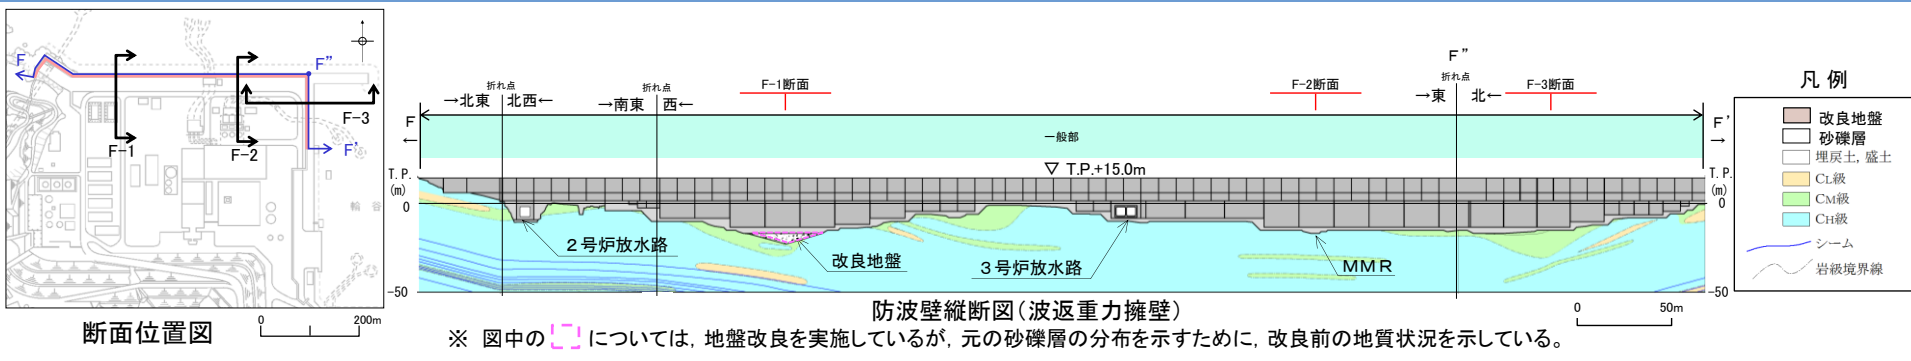 F
F"
F-3
F-1
F-2
F'
輪谷
断面位置図
0
200m
F"
折れ点
→北東 北西←
折れ点
→南東 西←
F-1断面
F-2断面
折れ点
→東 北←
F-3断面
F
←
F'
→
一般部
▽ T.P.+15.0m
T.P.
(m)
0
-50
T.P.
(m)
0
-50
2号炉放水路
改良地盤
3号炉放水路
MMR
防波壁縦断図(波返重力擁壁)
0
50m
※ 図中の については, 地盤改良を実施しているが, 元の砂礫層の分布を示すために, 改良前の地質状況を示している。
凡 例
改良地盤
砂礫層
埋戻土, 盛土
CL級
CM級
CH級
シーム
岩級境界線